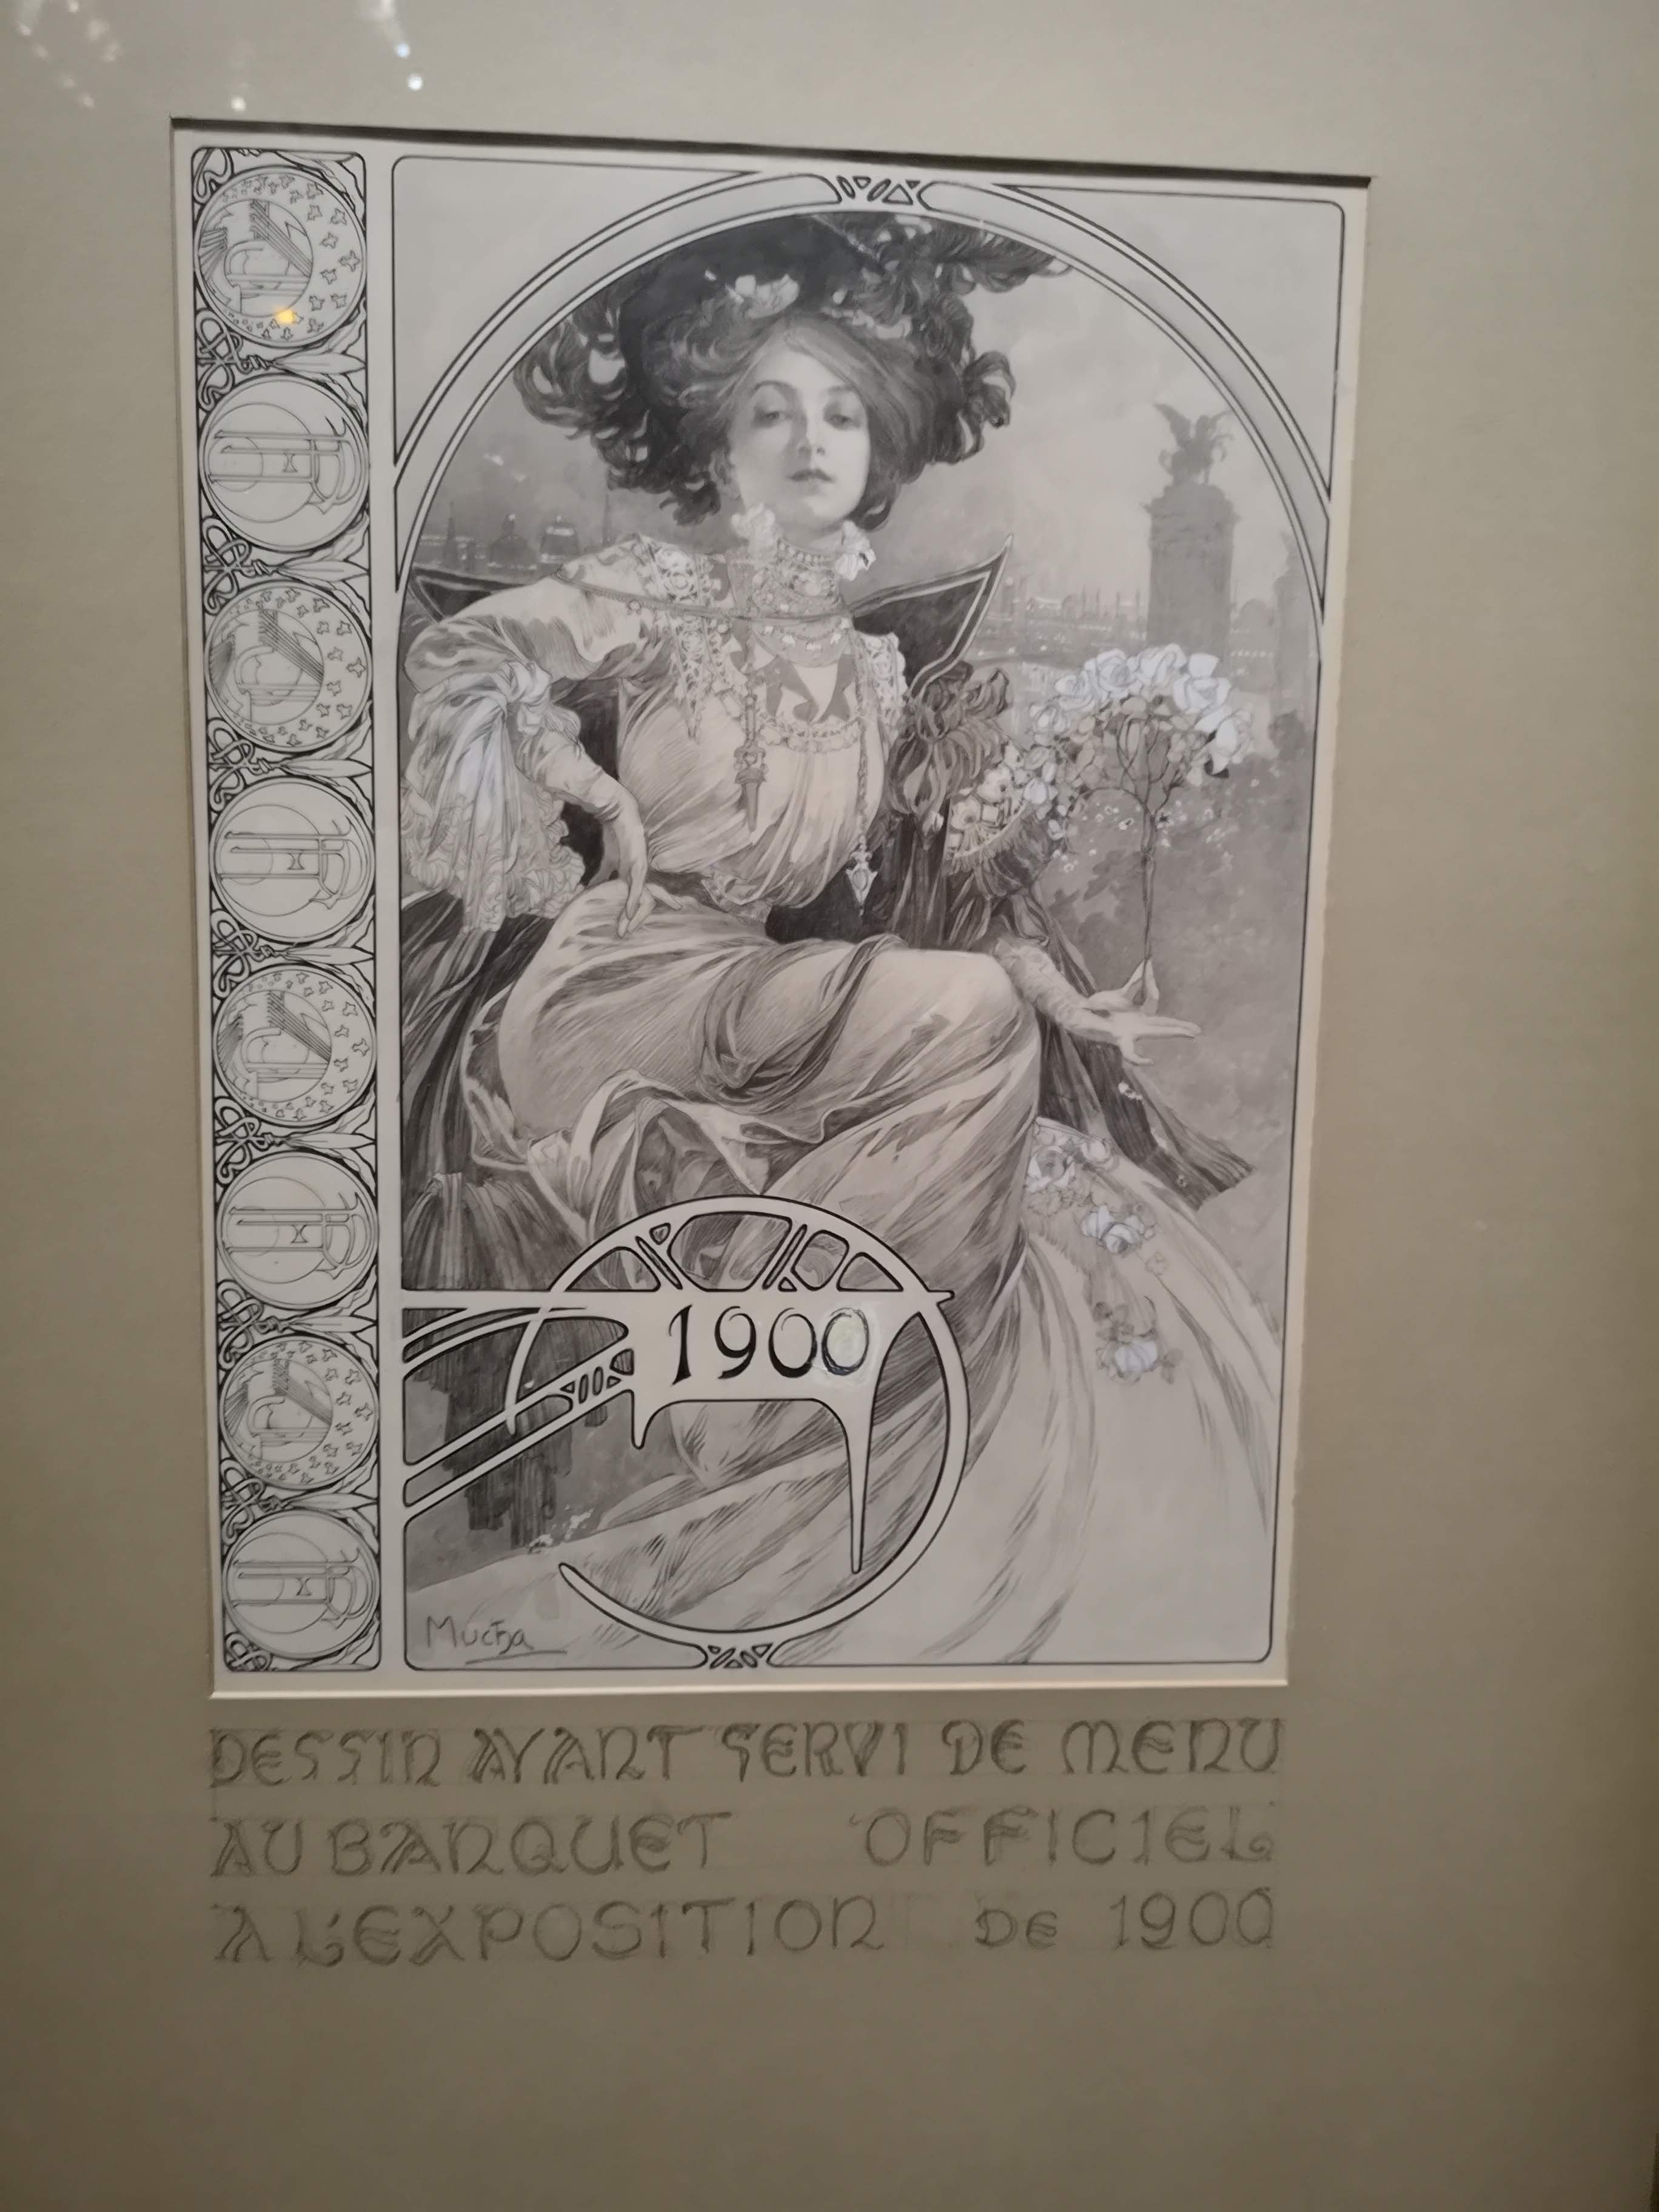 1900
Mucha
DESSIN AYANT SERVI DE MENU
AU BANQUET OFFICIEL
A L'EXPOSITION DE 1900